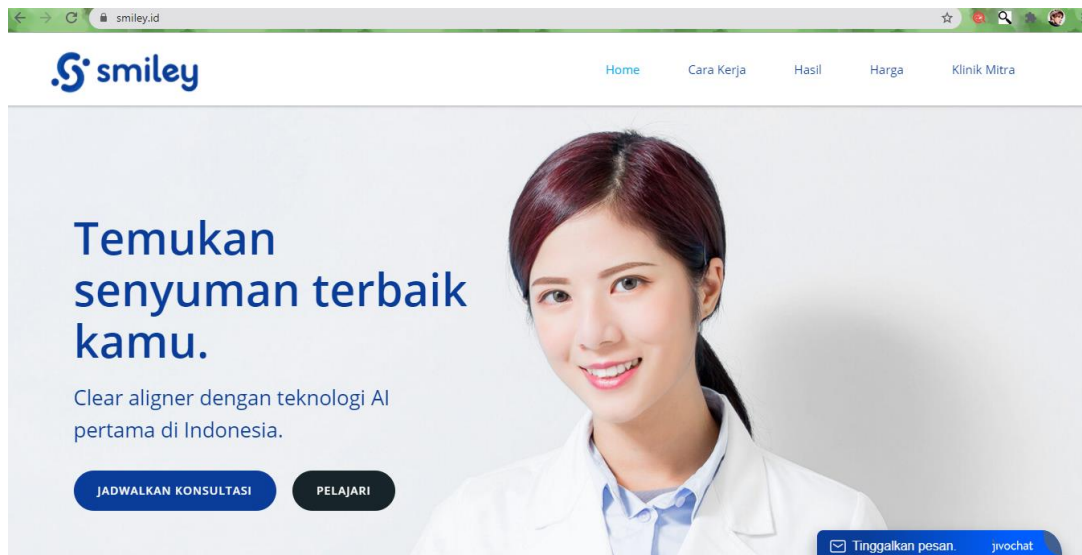 smiley.id
smiley
Home Cara Kerja Hasil Harga Klinik Mitra
Temukan
senyuman terbaik
kamu.
Clear aligner dengan teknologi AI
pertama di Indonesia.
JADWALKAN KONSULTASI PELAJARI
Tinggalkan pesan. jivochat